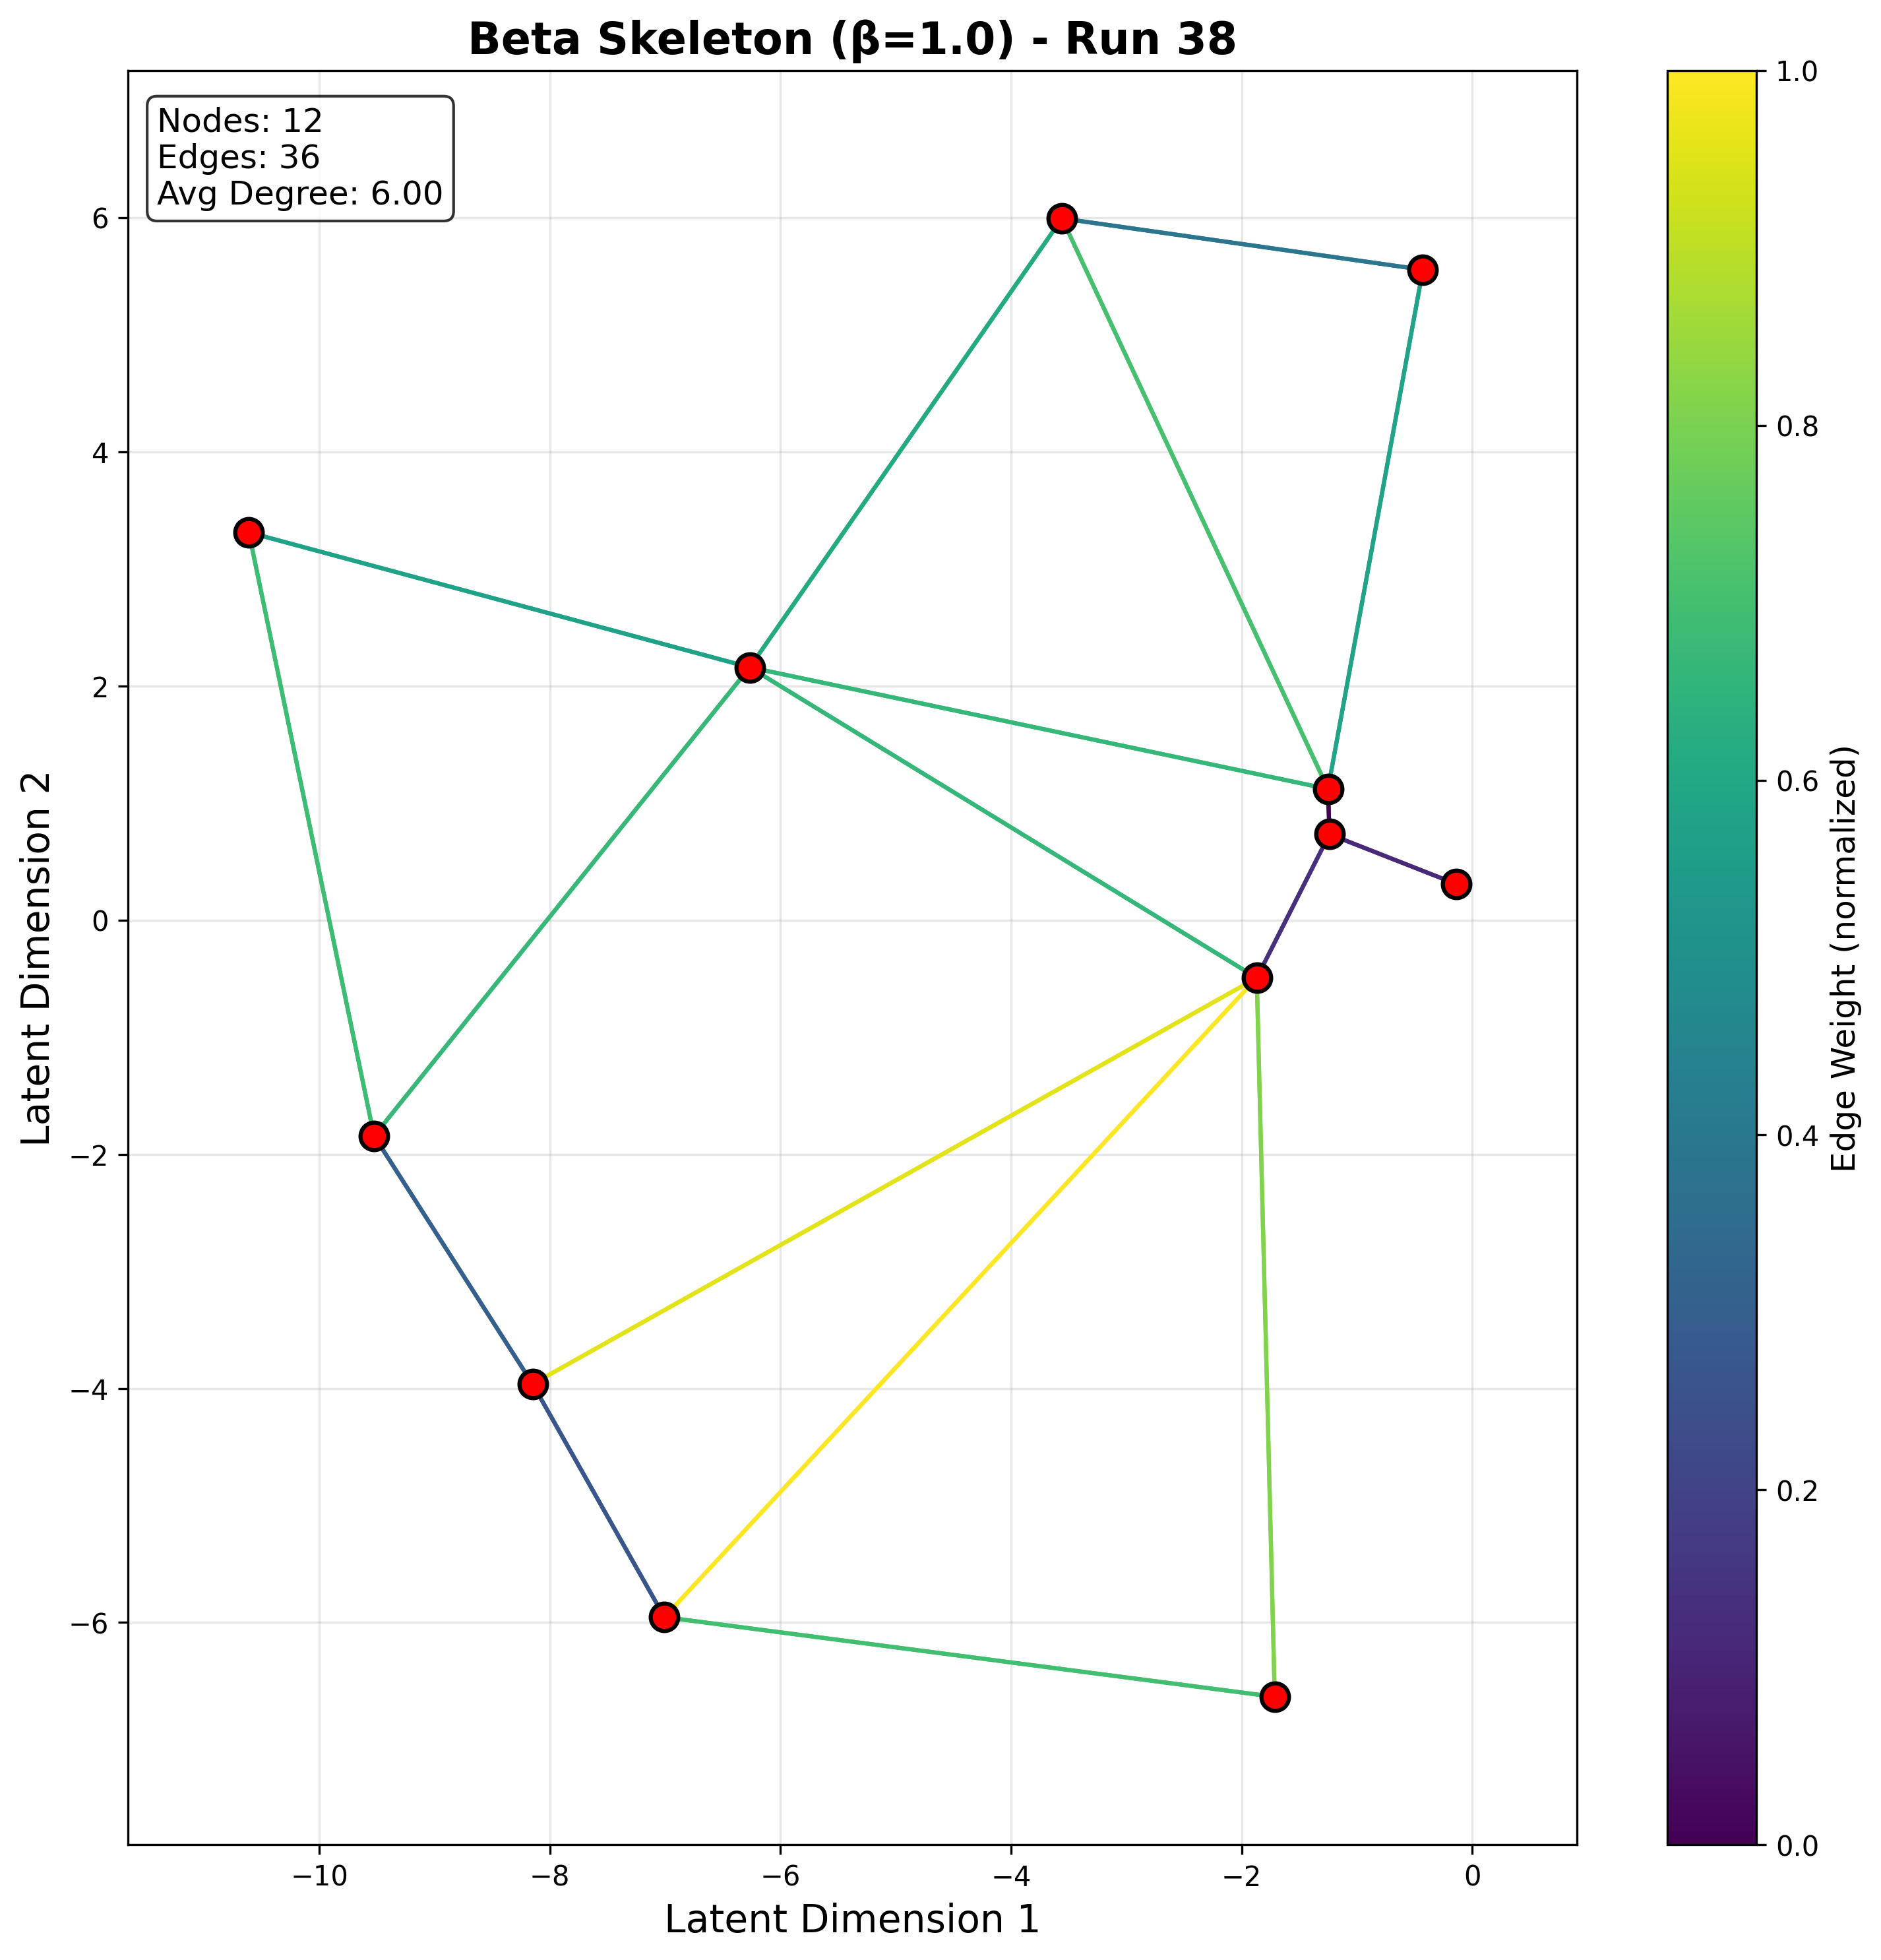 Beta Skeleton (β=1.0) - Run 38
Nodes: 12
Edges: 36
Avg Degree: 6.00
6
4
2
0
−2
−4
−6
−10
−8
−6
−4
−2
0
Latent Dimension 1
Latent Dimension 2
1.0
0.8
0.6
0.4
0.2
0.0
Edge Weight (normalized)